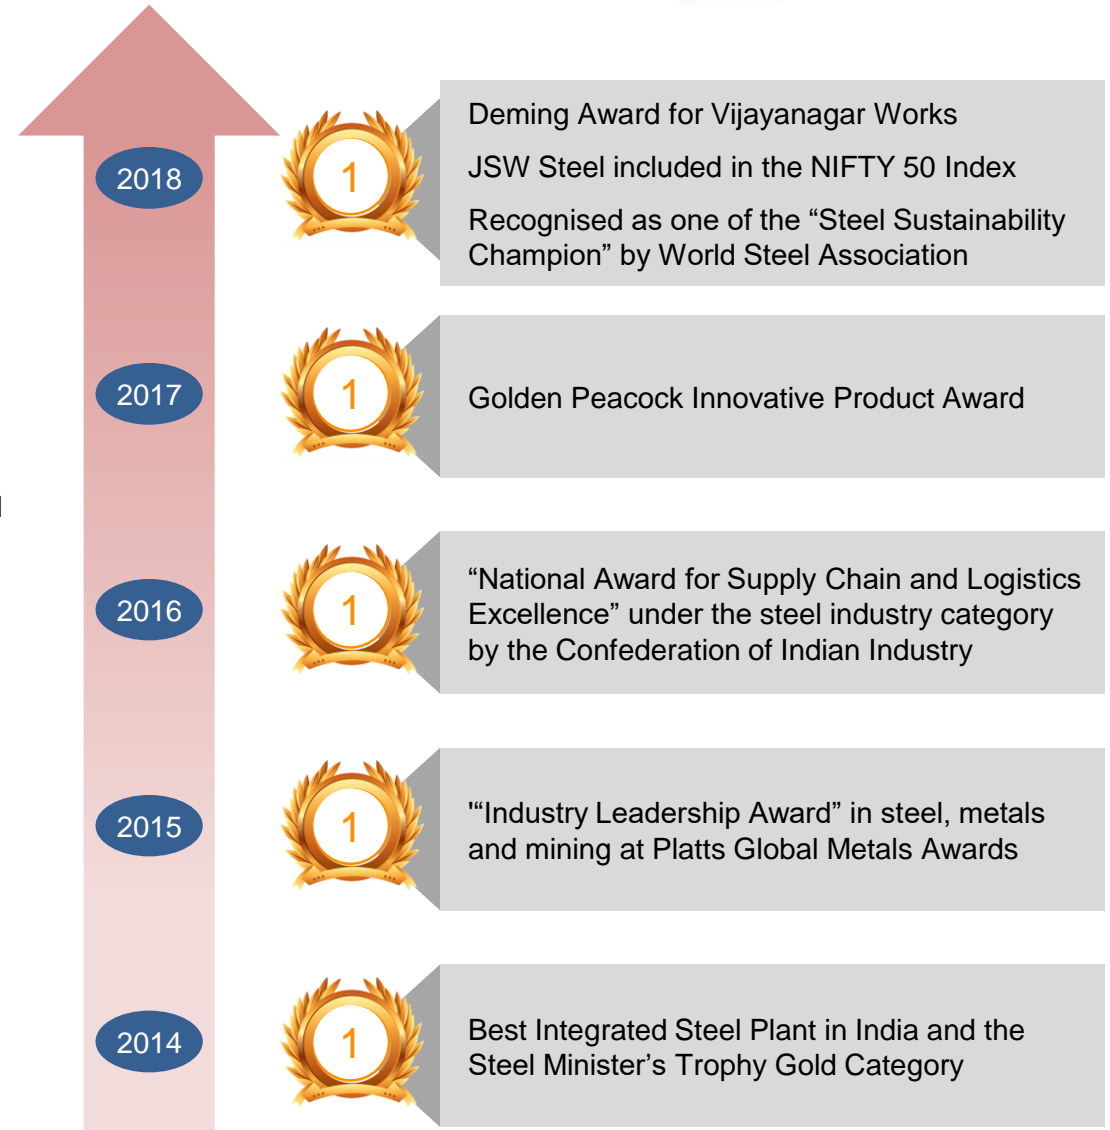 2018
1
Deming Award for Vijayanagar Works
JSW Steel included in the NIFTY 50 Index
Recognised as one of the “Steel Sustainability
Champion” by World Steel Association
2017
1
Golden Peacock Innovative Product Award
2016
1
“National Award for Supply Chain and Logistics
Excellence” under the steel industry category
by the Confederation of Indian Industry
2015
1
'“Industry Leadership Award” in steel, metals
and mining at Platts Global Metals Awards
2014
1
Best Integrated Steel Plant in India and the
Steel Minister’s Trophy Gold Category